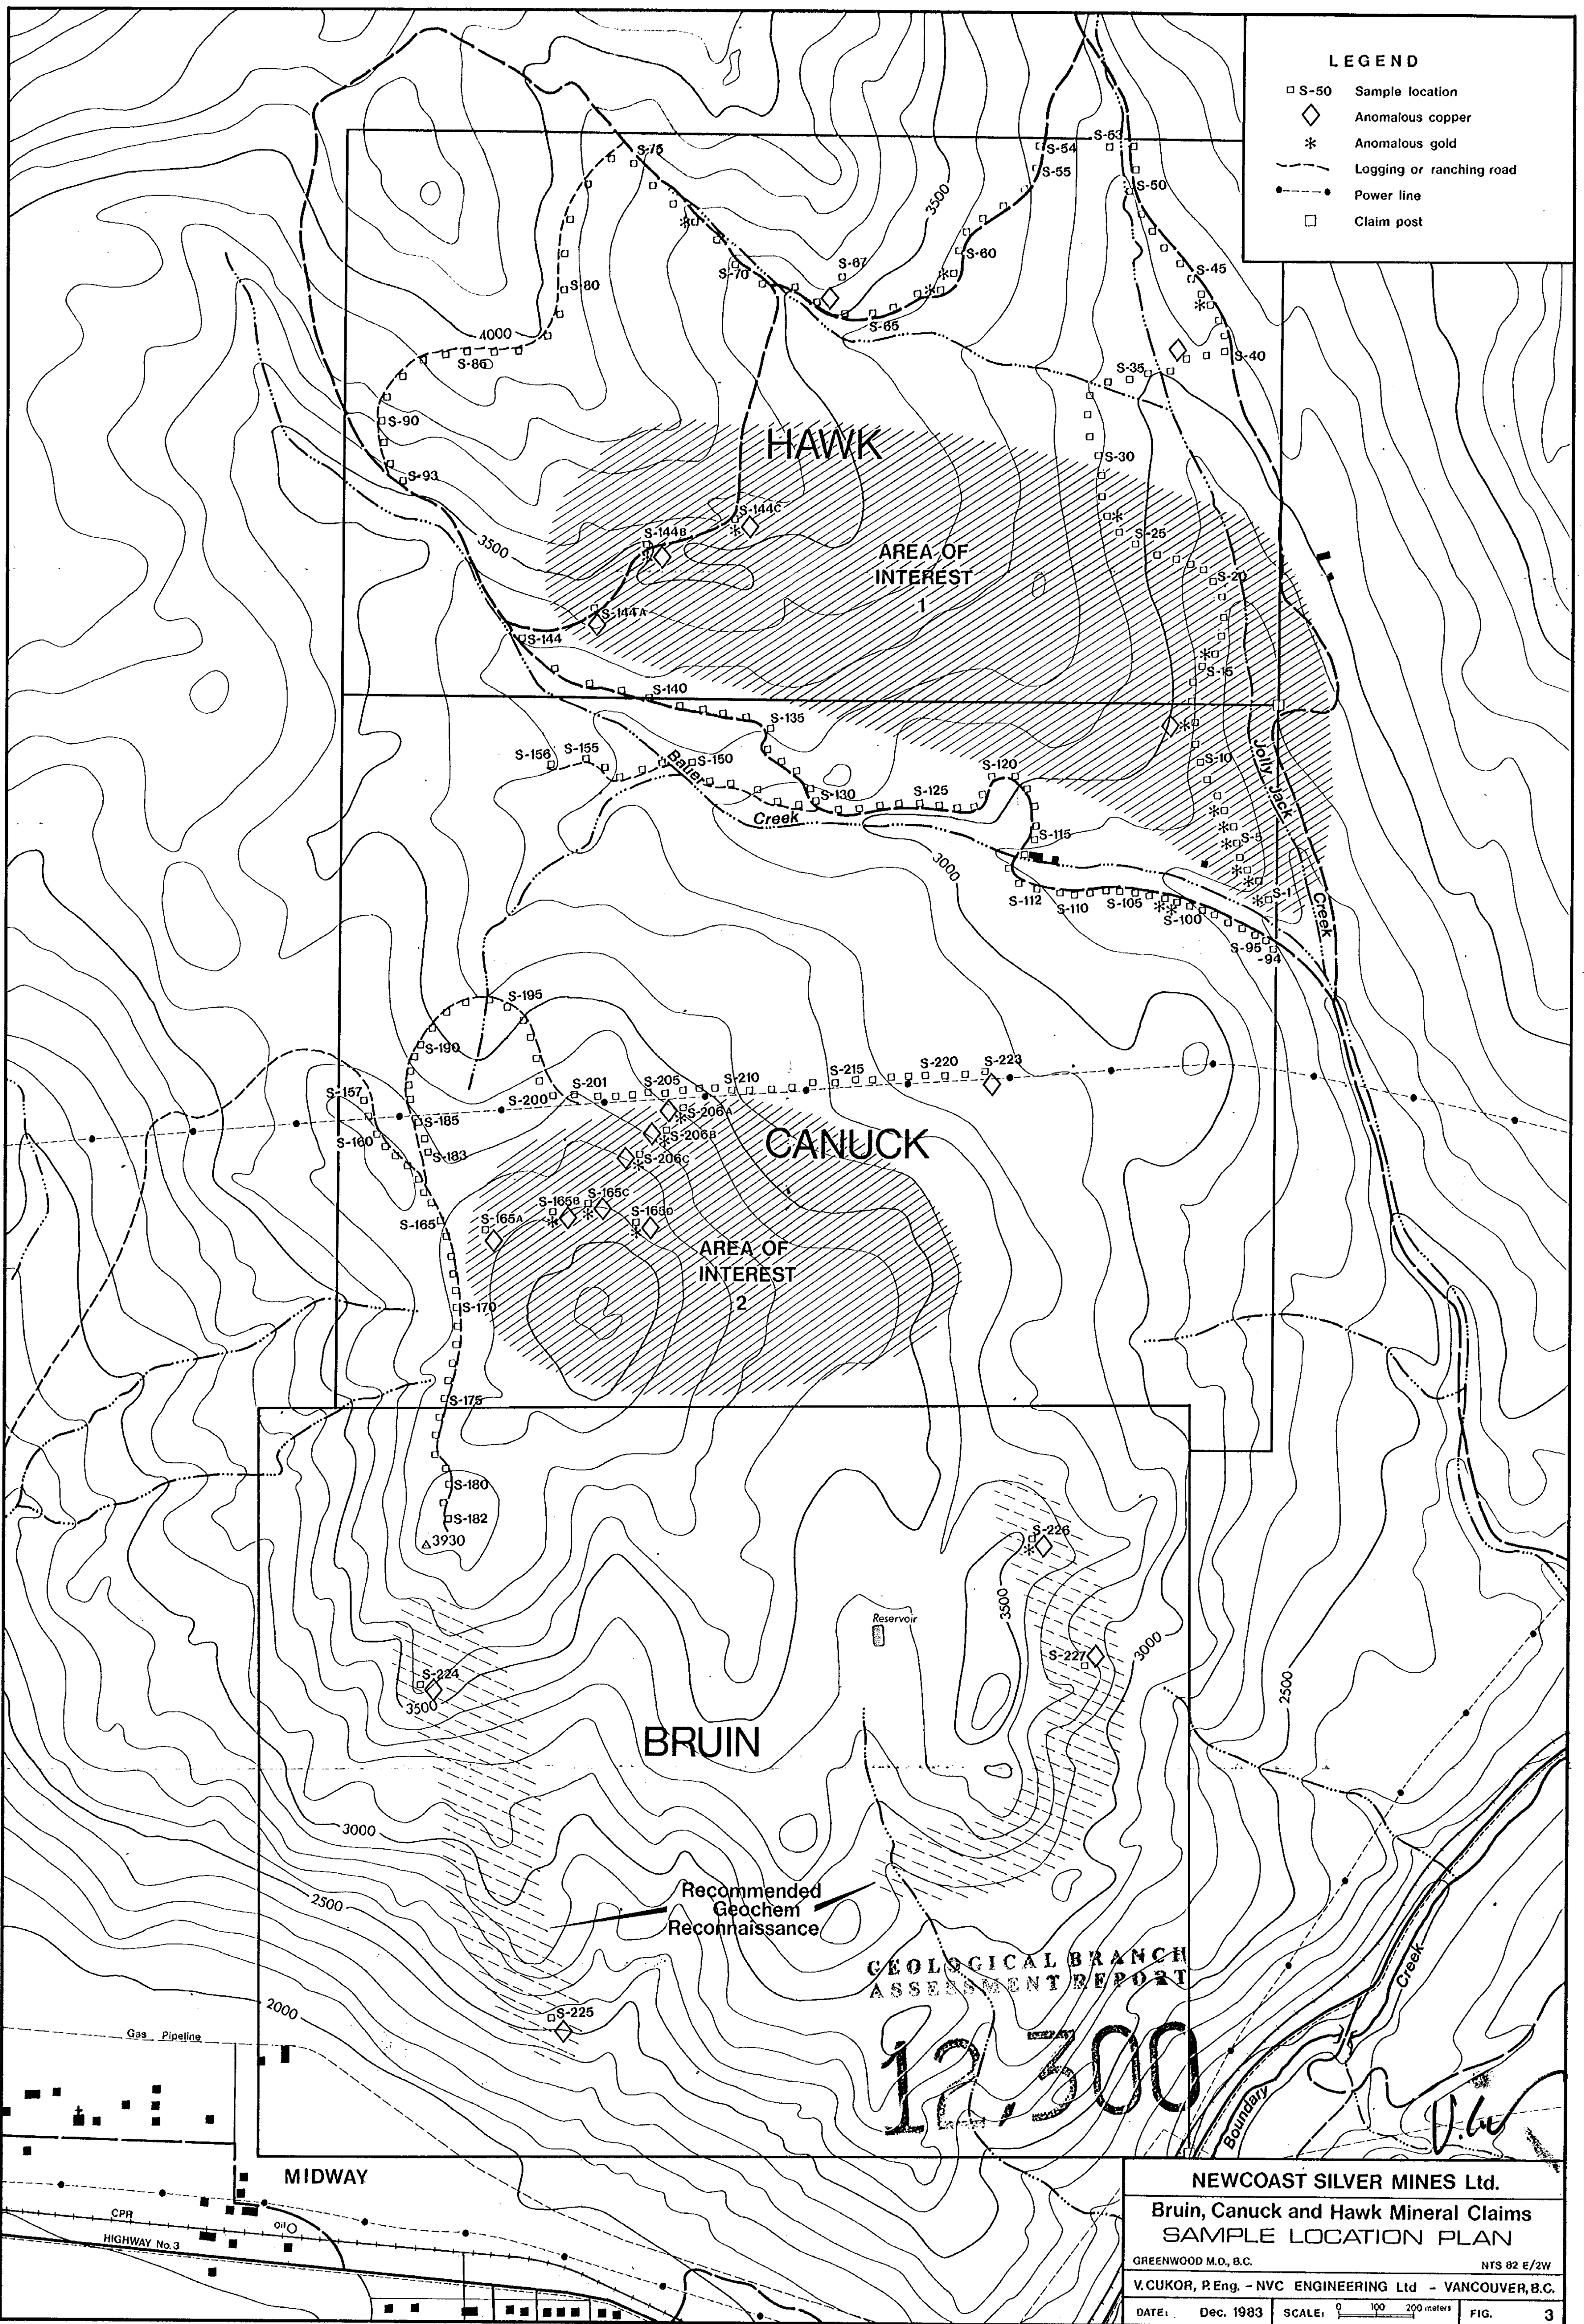 LEGEND
S-50 Sample location
Anomalous copper
Anomalous gold
Logging or ranching road
Power line
Claim post
S-75
S-54
S-53
S-55
S-50
3500
S-60
S-67
S-70
S-45
S-80
S-65
4000
S-40
S-86
S-35
S-90
HAWK
S-30
S-93
S-144C
S-144B
S-25
3500
AREA OF
INTEREST
1
S-20
S-144A
S-144
S-15
S-140
S-135
S-156
S-155
S-150
S-10
Bauer
Jolly Jack
S-120
S-130
S-125
Creek
S-115
S-5
3000
S-1
S-112
S-110
S-105
S-100
Creek
S-95
-94
S-195
S-190
S-223
S-220
S-215
S-210
S-205
S-201
S-200
S-157
S-185
S-206A
S-160
S-206B
CANUCK
S-183
S-206C
S-165B
S-165C
S-165
S-165A
S-165D
AREA OF
INTEREST
2
S-170
S-175
S-180
S-182
3930
S-226
3500
Reservoir
S-227
3000
S-224
3500
2500
BRUIN
3000
2500
Recommended
Geochem
Reconnaissance
GEOLOGICAL BRANCH
ASSESSMENT REPORT
Creek
S-225
2000
Gas Pipeline
12,300
Boundary
MIDWAY
CPR
Oil
HIGHWAY No.3
NEWCOAST SILVER MINES Ltd.
Bruin, Canuck and Hawk Mineral Claims
SAMPLE LOCATION PLAN
GREENWOOD M.D., B.C. NTS 82 E/2W
V. CUKOR, P.Eng. - NVC ENGINEERING Ltd - VANCOUVER, B.C.
DATE: Dec. 1983 SCALE: 0 100 200 meters FIG. 3